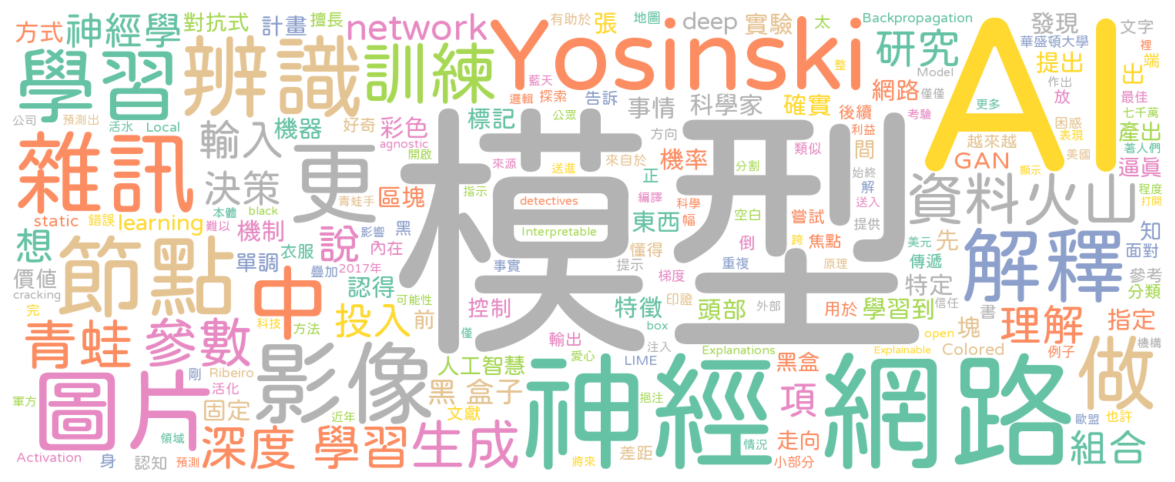 神經學
對抗式
計畫
擅長
network
有助於
張
地圖
deep
實驗
太
Backpropagation
發現
文字
方式
學習
辨識
訓練
Yosinski
AI
研究
華盛頓大學
提出
出
裡
端
藍天
整
Model
作出
放
最佳
邏輯
探索
告訴
網路
僅僅
更多
困惑
七千萬
公司
預測出
活水
Local
機器
好奇
彩色
標記
事情
科學家
確實
後續
考驗
越來越
表現
產出
雜訊
輸入
agnostic
公眾
方向
利益
GAN
美國
著人們
更
模型
開啟
來源
送進
來自於
機率
分割
類似
間
始終
解
顯示
逼真
決策
青蛙手
區塊
指示
編譯
正
科學
幅
嘗試
送入
科學
資料火山
程度
打開
static
錯誤
learning
本體
難以
black
影響
機制
detectives
東西
空白
跨
提供
想
單調
衣服
黑
說
內在
Interpretable
懂得
倒
焦點
傳遞
美元
先
知
面對
節點
價值
疊加
2017年
認得
事實
提示
梯度
重複
原理
特定
解釋
參考
分類
cracking
中
可能性
控制
特徵
印證
頭部
外部
用於
學習到
信任
塊
書
完
科技
方法
投入
前
僅
box
注入
open
Colored
理解
指定
青蛙
參數
人工智慧
輸出
LIME
愛心
Explanations
黑盒
Explainable
例子
機構
剛
Ribeiro
影像
黑 盒子
神經網路
做
圖片
軍方
近年
活化
固定
文獻
挹注
項
歐盟
也許
領域
深度 學習
生成
差距
情況
走向
組合
Activation
身
認知
預測
將來
小部分